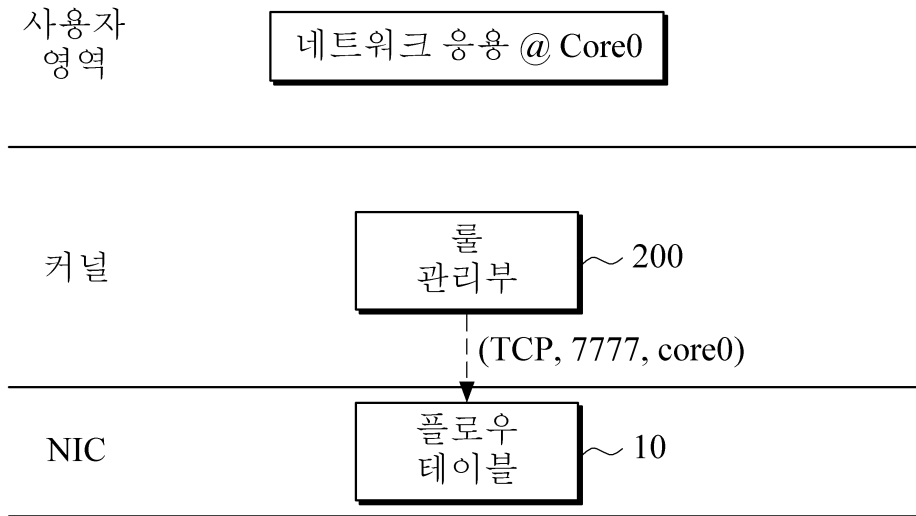 사용자
영역
네트워크 응용 @ Core0
커널
룰
관리부
200
(TCP, 7777, core0)
NIC
플로우
테이블
10